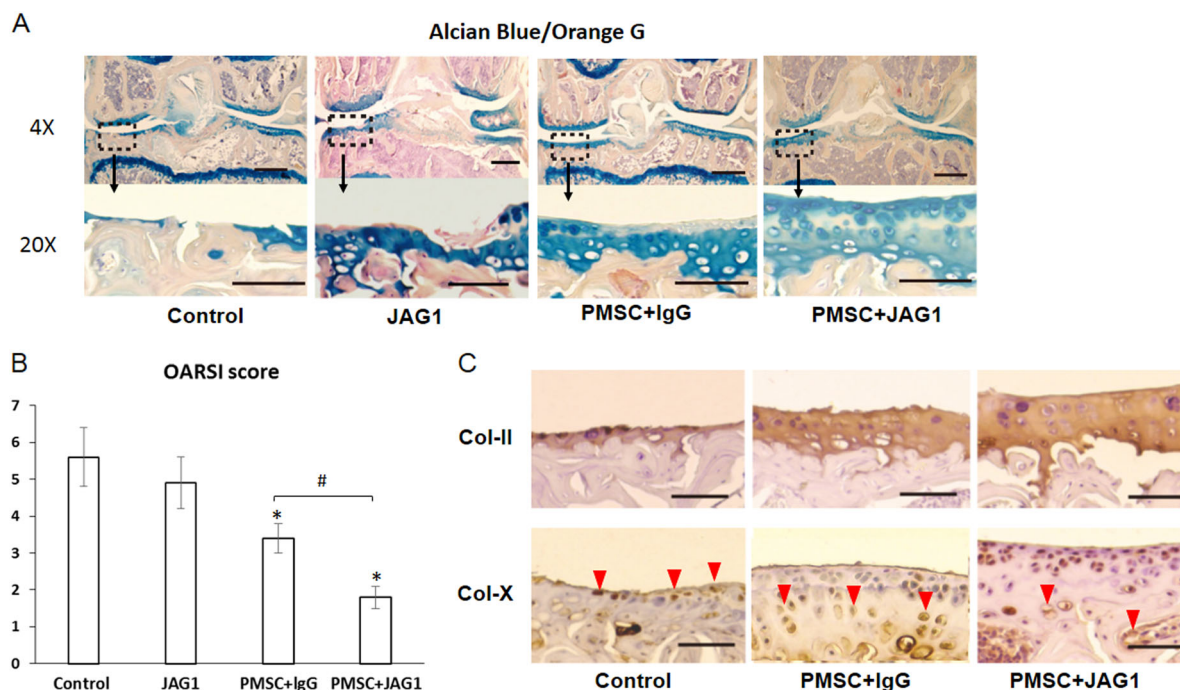 A
Alcian Blue/Orange G
4X
20X
Control JAG1 PMSC+IgG PMSC+JAG1
B
OARSI score
7
6
5
4
3
2
1
0
#
*
*
Control JAG1 PMSC+IgG PMSC+JAG1
C
Col-II
Col-X
Control PMSC+IgG PMSC+JAG1